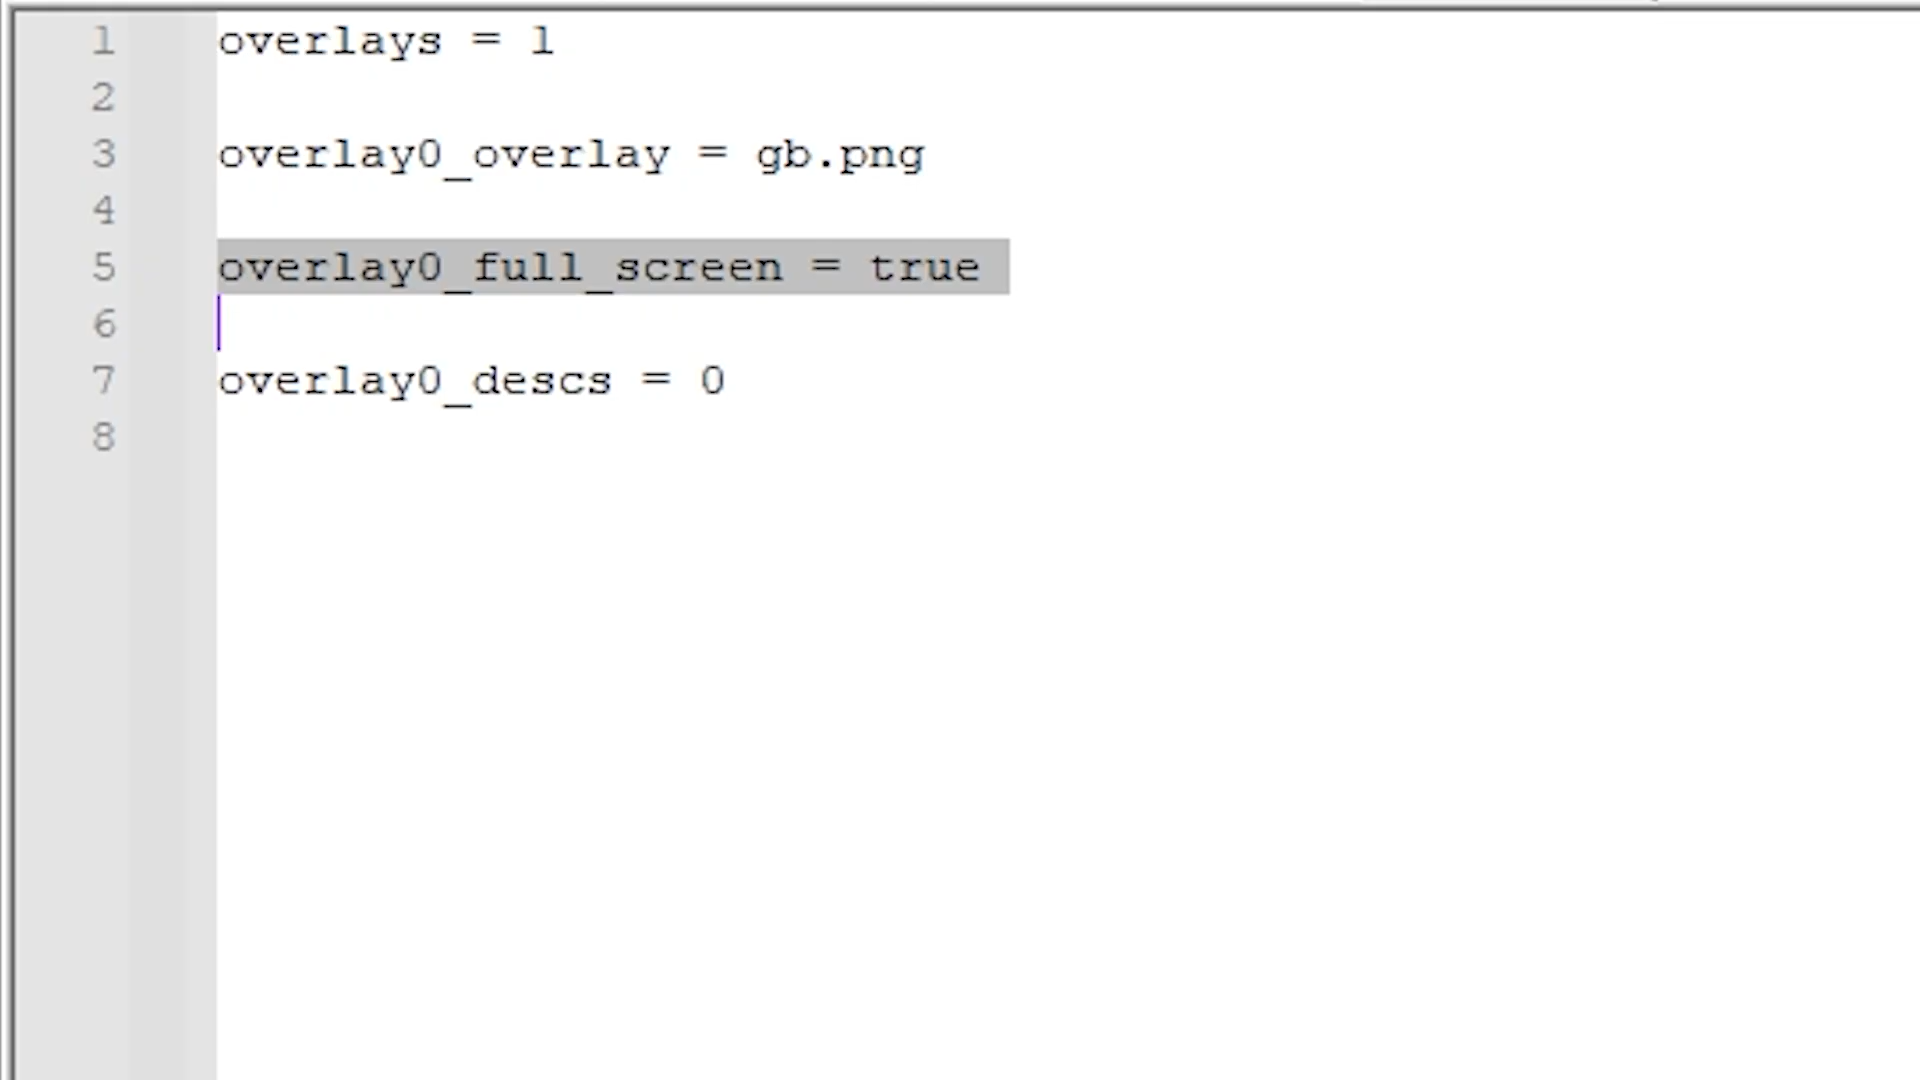 1 overlays = 1
2
3 overlay0_overlay = gb.png
4
5 overlay0_full_screen = true
6
7 overlay0_descs = 0
8